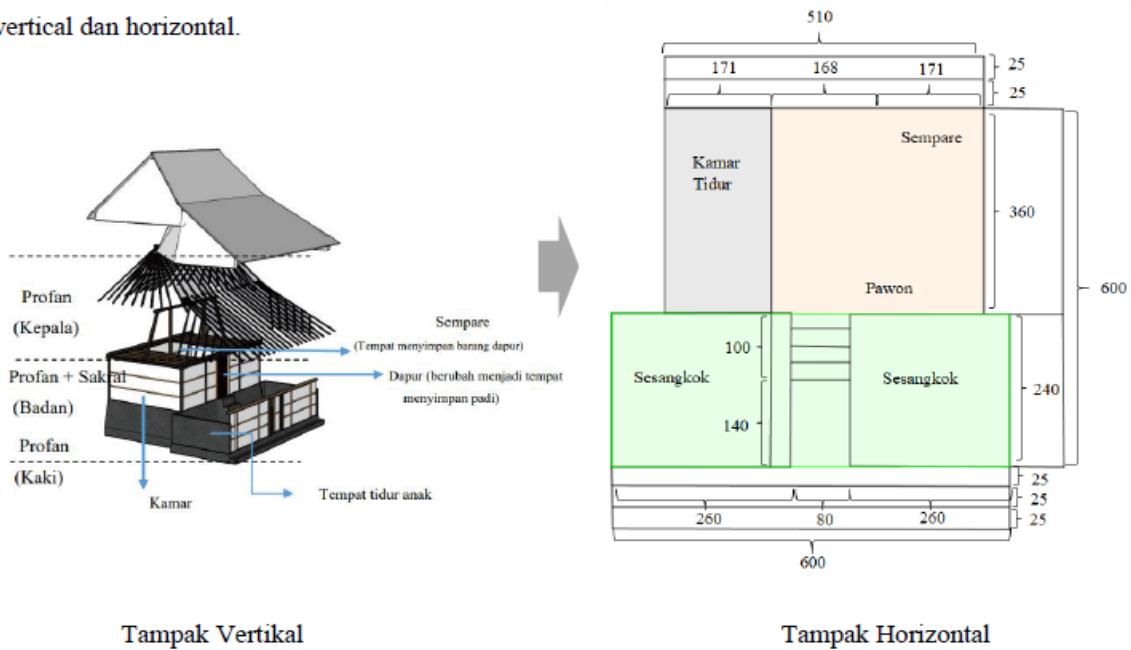 vertical dan horizontal.
Profan
(Kepala)
Profan + Sakral
(Badan)
Profan
(Kaki)
Sempare
(Tempat menyimpan barang dapur)
Dapur (berubah menjadi tempat
menyimpan padi)
Tempat tidur anak
Kamar
510
171 168 171
25
25
Sempare
Kamar
Tidur
360
Pawon
600
100
Sesangkok
Sesangkok
240
140
25
25
260 80 260
25
600
Tampak Vertikal
Tampak Horizontal